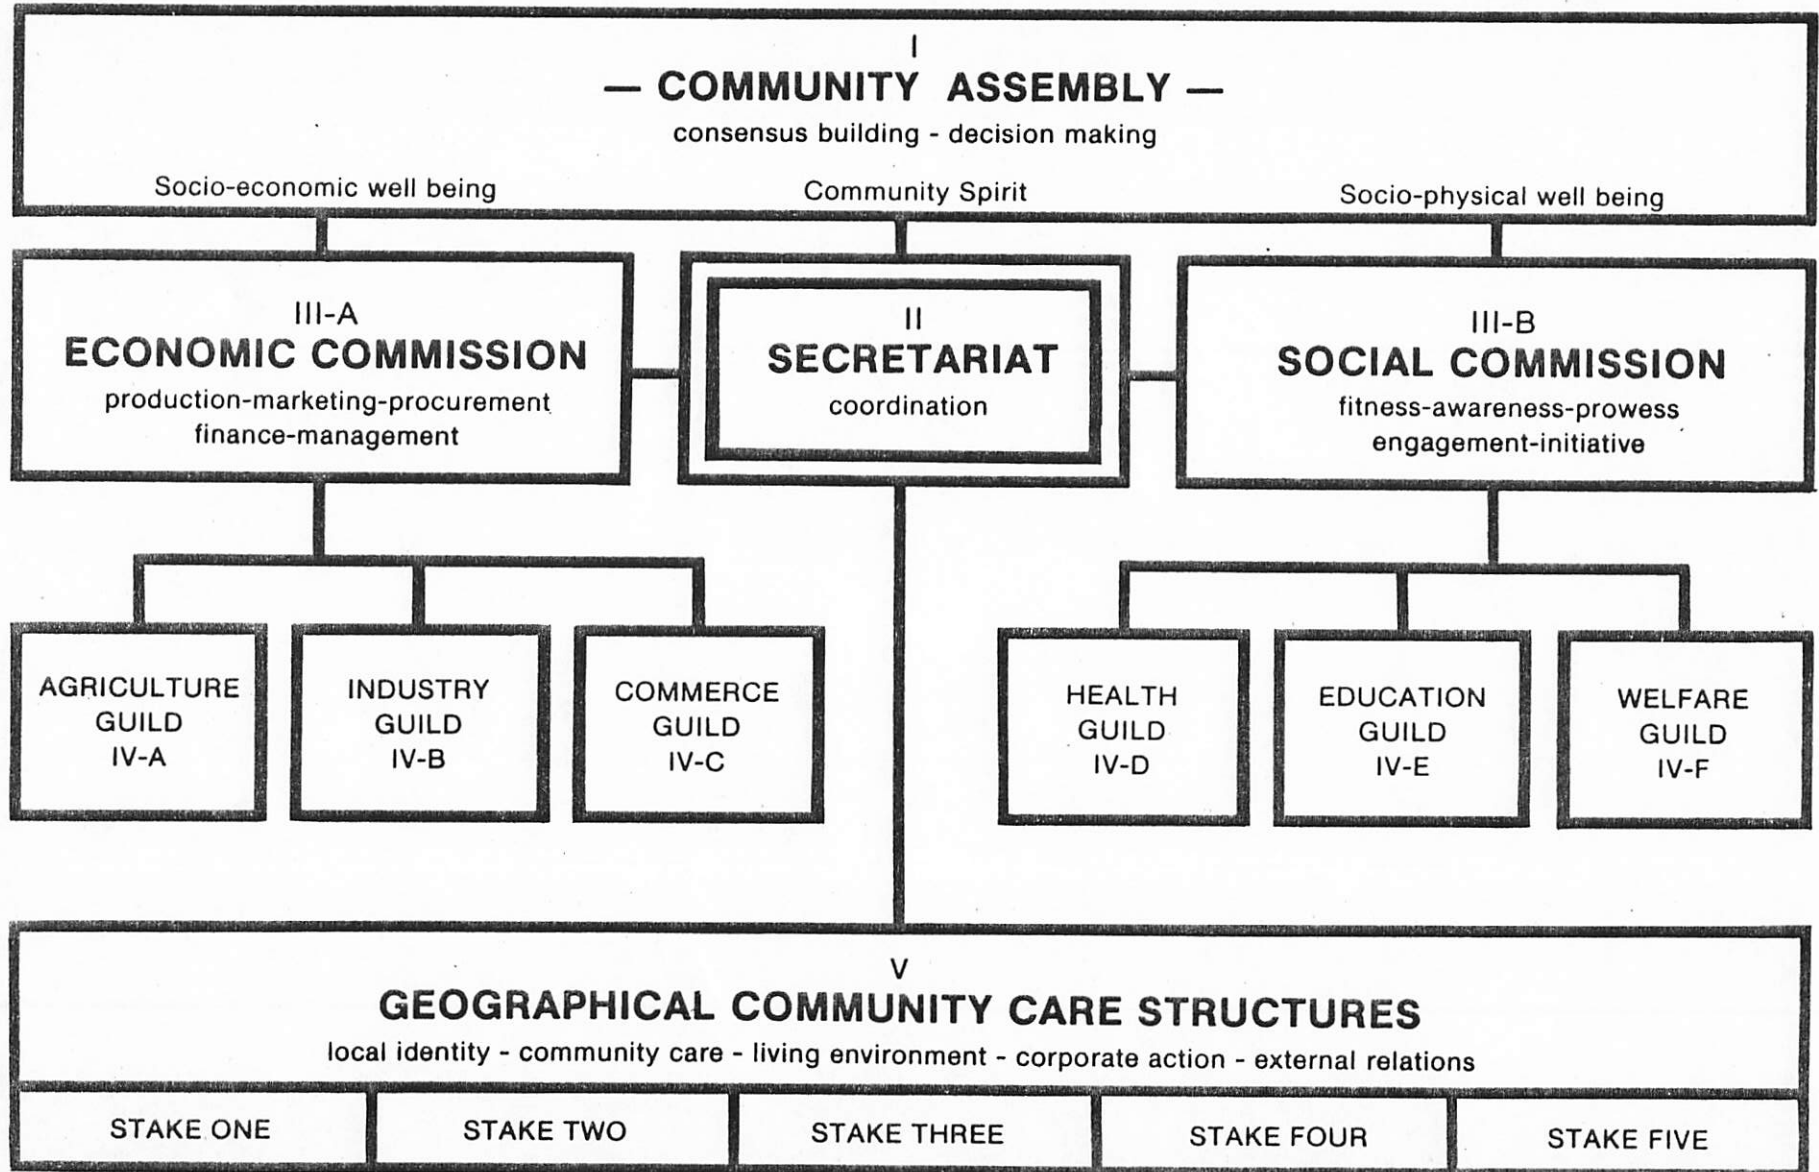 I
— COMMUNITY ASSEMBLY —
consensus building - decision making
Socio-economic well being
Community Spirit
Socio-physical well being
III-A
ECONOMIC COMMISSION
production-marketing-procurement
finance-management
II
SECRETARIAT
coordination
III-B
SOCIAL COMMISSION
fitness-awareness-prowess
engagement-initiative
AGRICULTURE
GUILD
IV-A
INDUSTRY
GUILD
IV-B
COMMERCE
GUILD
IV-C
HEALTH
GUILD
IV-D
EDUCATION
GUILD
IV-E
WELFARE
GUILD
IV-F
V
GEOGRAPHICAL COMMUNITY CARE STRUCTURES
local identity - community care - living environment - corporate action - external relations
STAKE ONE
STAKE TWO
STAKE THREE
STAKE FOUR
STAKE FIVE